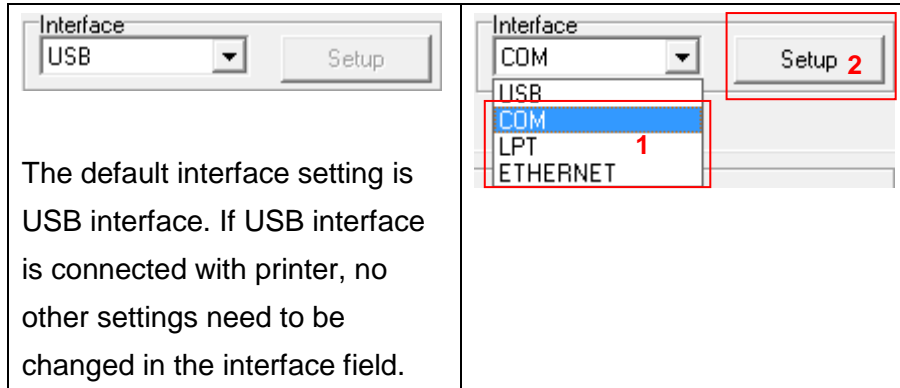 Interface
USB
Setup
The default interface setting is
USB interface. If USB interface
is connected with printer, no
other settings need to be
changed in the interface field.
Interface
COM
Setup 2
USB
COM
LPT 1
ETHERNET